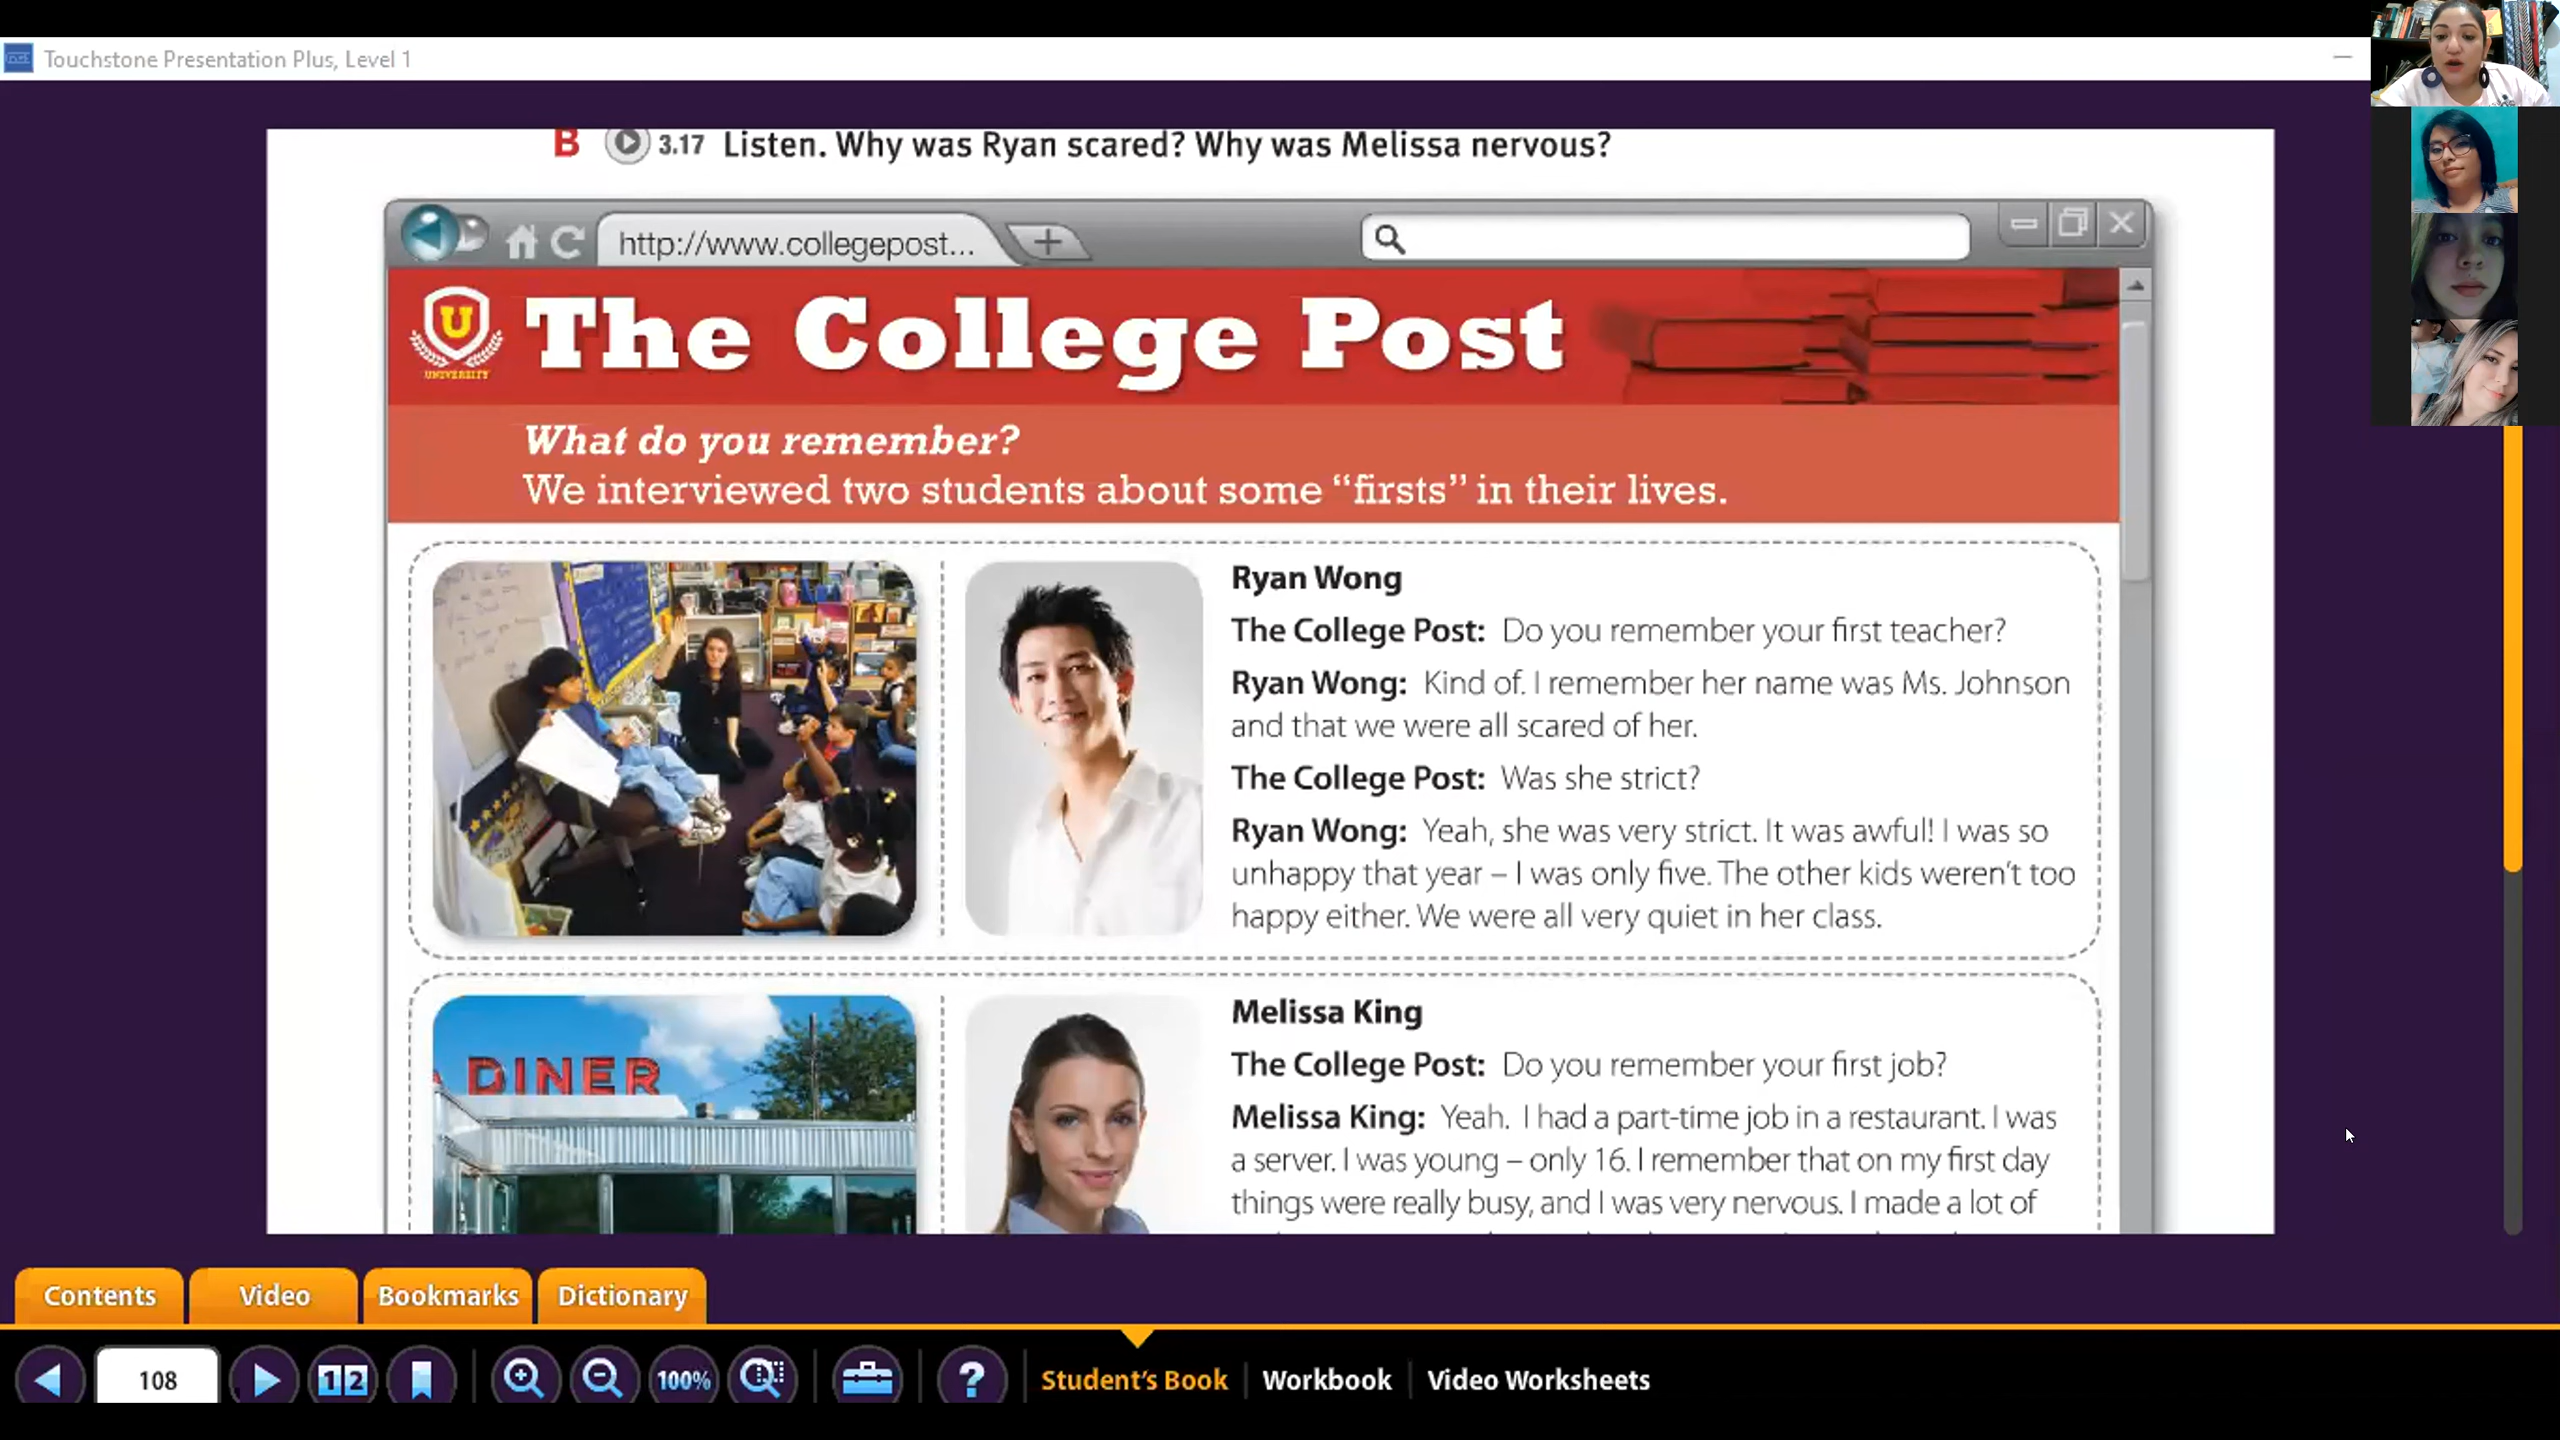 Touchstone Presentation Plus, Level 1
B 3.17 Listen. Why was Ryan scared? Why was Melissa nervous?
http://www.collegepost...
U
UNIVERSITY
The College Post
What do you remember?
We interviewed two students about some “firsts” in their lives.
Ryan Wong
The College Post: Do you remember your first teacher?
Ryan Wong: Kind of. I remember her name was Ms. Johnson
and that we were all scared of her.
The College Post: Was she strict?
Ryan Wong: Yeah, she was very strict. It was awful! I was so
unhappy that year – I was only five. The other kids weren't too
happy either. We were all very quiet in her class.
DINER
Melissa King
The College Post: Do you remember your first job?
Melissa King: Yeah. I had a part-time job in a restaurant. I was
a server. I was young – only 16. I remember that on my first day
things were really busy, and I was very nervous. I made a lot of
Contents
Video
Bookmarks
Dictionary
108
1 2
100%
?
Student's Book
Workbook
Video Worksheets